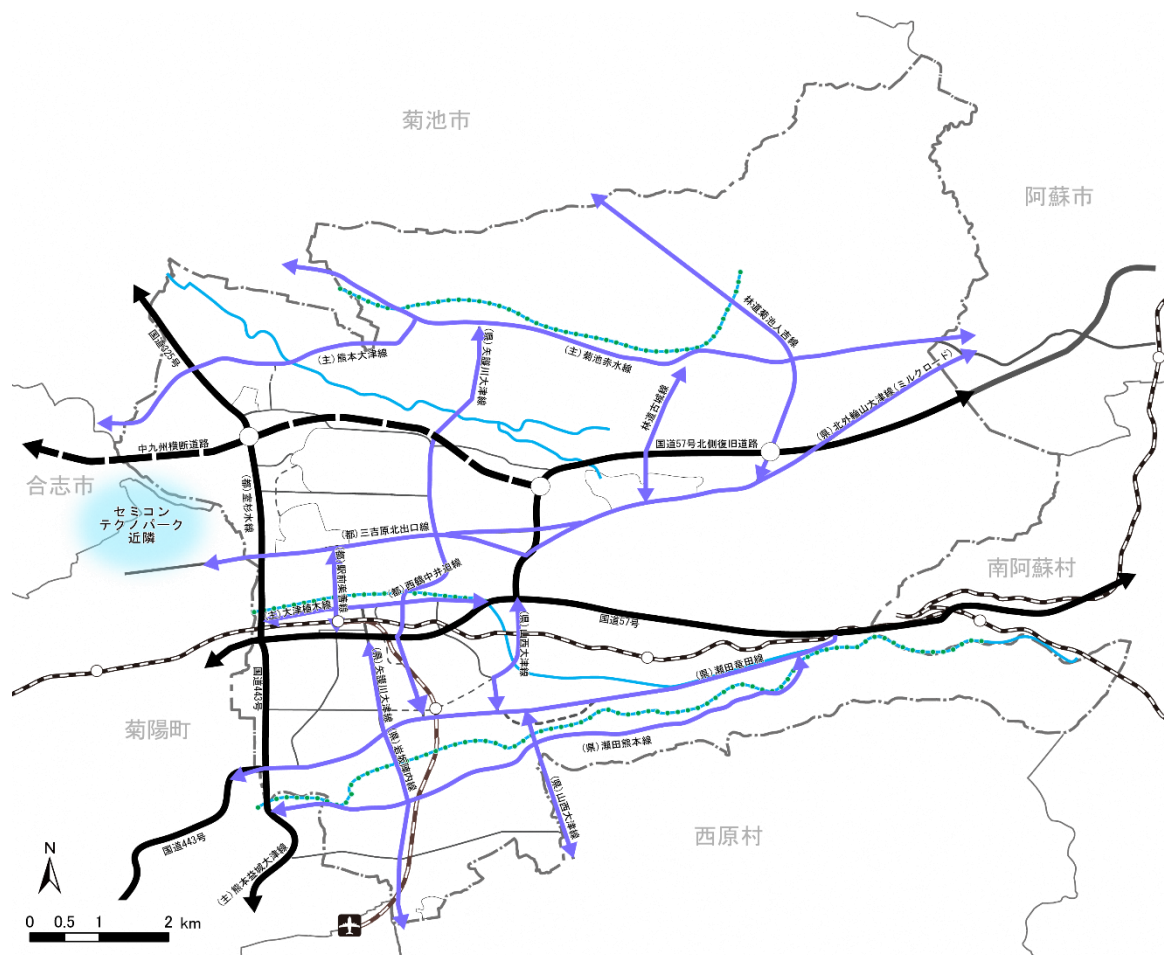 菊池市
阿蘇市
国道325号
(主)熊本大津線
(県)矢護川大津線
(主)菊池赤水線
林道菊池人吉線
林道古城線
(県)北外輪山大津線(ミルクロード)
中九州横断道路
国道57号北側復旧道路
合志市
セミコン
テクノパーク
近隣
(都)室杉水線
(都)三吉原北出口線
(都)駅前楽善線
(都)西鶴中井迫線
(主)大津植木線
南阿蘇村
国道57号
(県)山西大津線
国道443号
(県)矢護川大津線
(県)瀬田竜田線
菊陽町
(県)岩坂陣内線
(県)瀬田熊本線
(県)山西大津線
西原村
国道443号
(主)熊本益城大津線
N
0 0.5 1 2 km